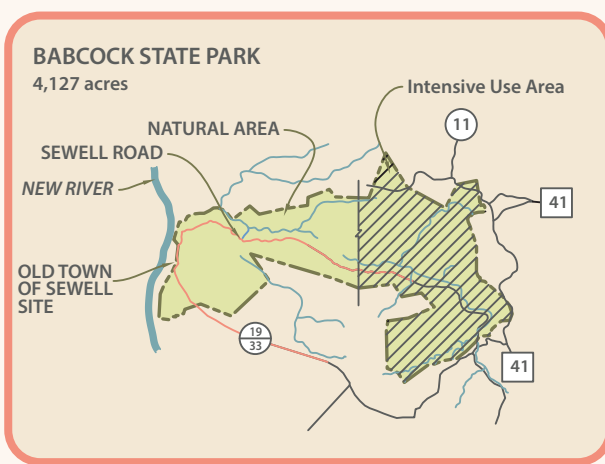 BABCOCK STATE PARK
4,127 acres
Intensive Use Area
11
NATURAL AREA
SEWELL ROAD
NEW RIVER
41
OLD TOWN
OF SEWELL
SITE
19
33
41